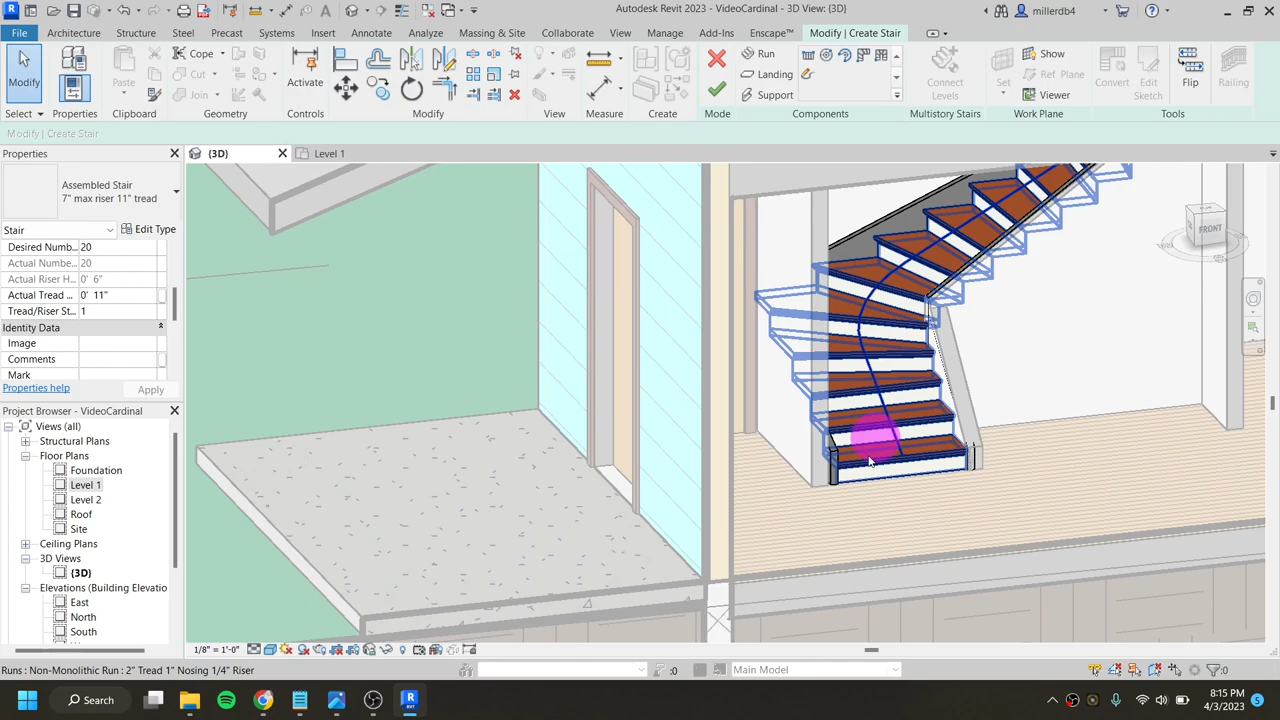 Autodesk Revit 2023 - VideoCardinal - 3D View: {3D}
millerdb4
File
Architecture
Structure
Steel
Precast
Systems
Insert
Annotate
Analyze
Massing & Site
Collaborate
View
Manage
Add-Ins
Enscape™
Modify | Create Stair
Modify
Paste
Cope
Cut
Join
Activate
Run
Landing
Support
Connect
Levels
Set
Show
Ref Plane
Viewer
Convert
Edit
Sketch
Flip
Railing
Select
Properties
Clipboard
Geometry
Controls
Modify
View
Measure
Create
Mode
Components
Multistory Stairs
Work Plane
Tools
Modify | Create Stair
Properties
(3D)
Level 1
Assembled Stair
7" max riser 11" tread
Stair
Edit Type
Desired Numb... 20
Actual Numbe... 20
Actual Riser H... 0' 6"
Actual Tread ... 0' 11"
Tread/Riser St... 1
Identity Data
Image
Comments
Mark
Properties help
Apply
Project Browser - VideoCardinal
Views (all)
Structural Plans
Floor Plans
Foundation
Level 1
Level 2
Roof
Site
Ceiling Plans
3D Views
(3D)
Elevations (Building Elevatio
East
North
South
FRONT
1/8" = 1'-0"
Runs : Non-Monolithic Run : 2" Tread 1" Nosing 1/4" Riser
:0
Main Model
:0
Search
8:15 PM
4/3/2023
5